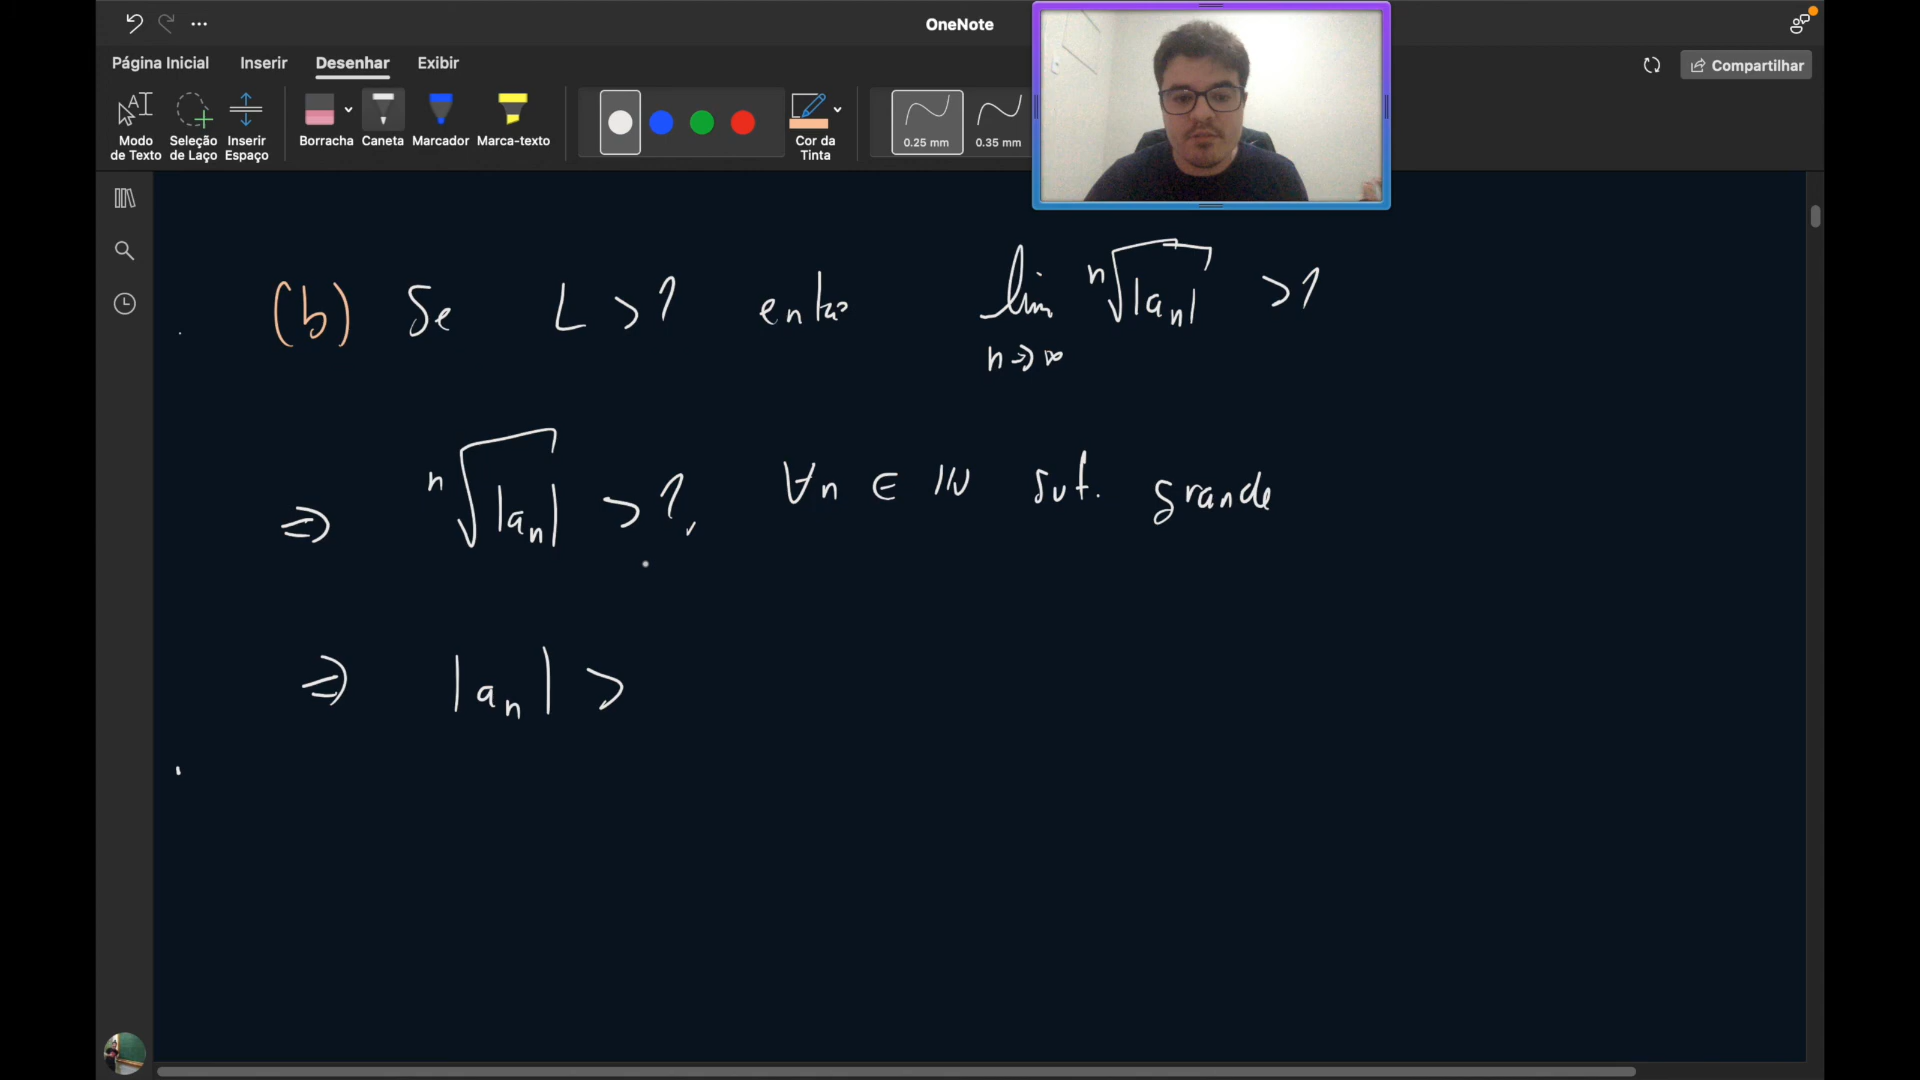 OneNote
Página Inicial Inserir Desenhar Exibir
Compartilhar
Modo de Texto Seleção de Laço Inserir Espaço Borracha Caneta Marcador Marca-texto Cor da Tinta 0.25 mm 0.35 mm
(b) Se L > 1 então lim n→∞ ⁿ√|aₙ| > 1
⇒ ⁿ√|aₙ| > 1, ∀n ∈ ℕ suf. grande
⇒ |aₙ| >